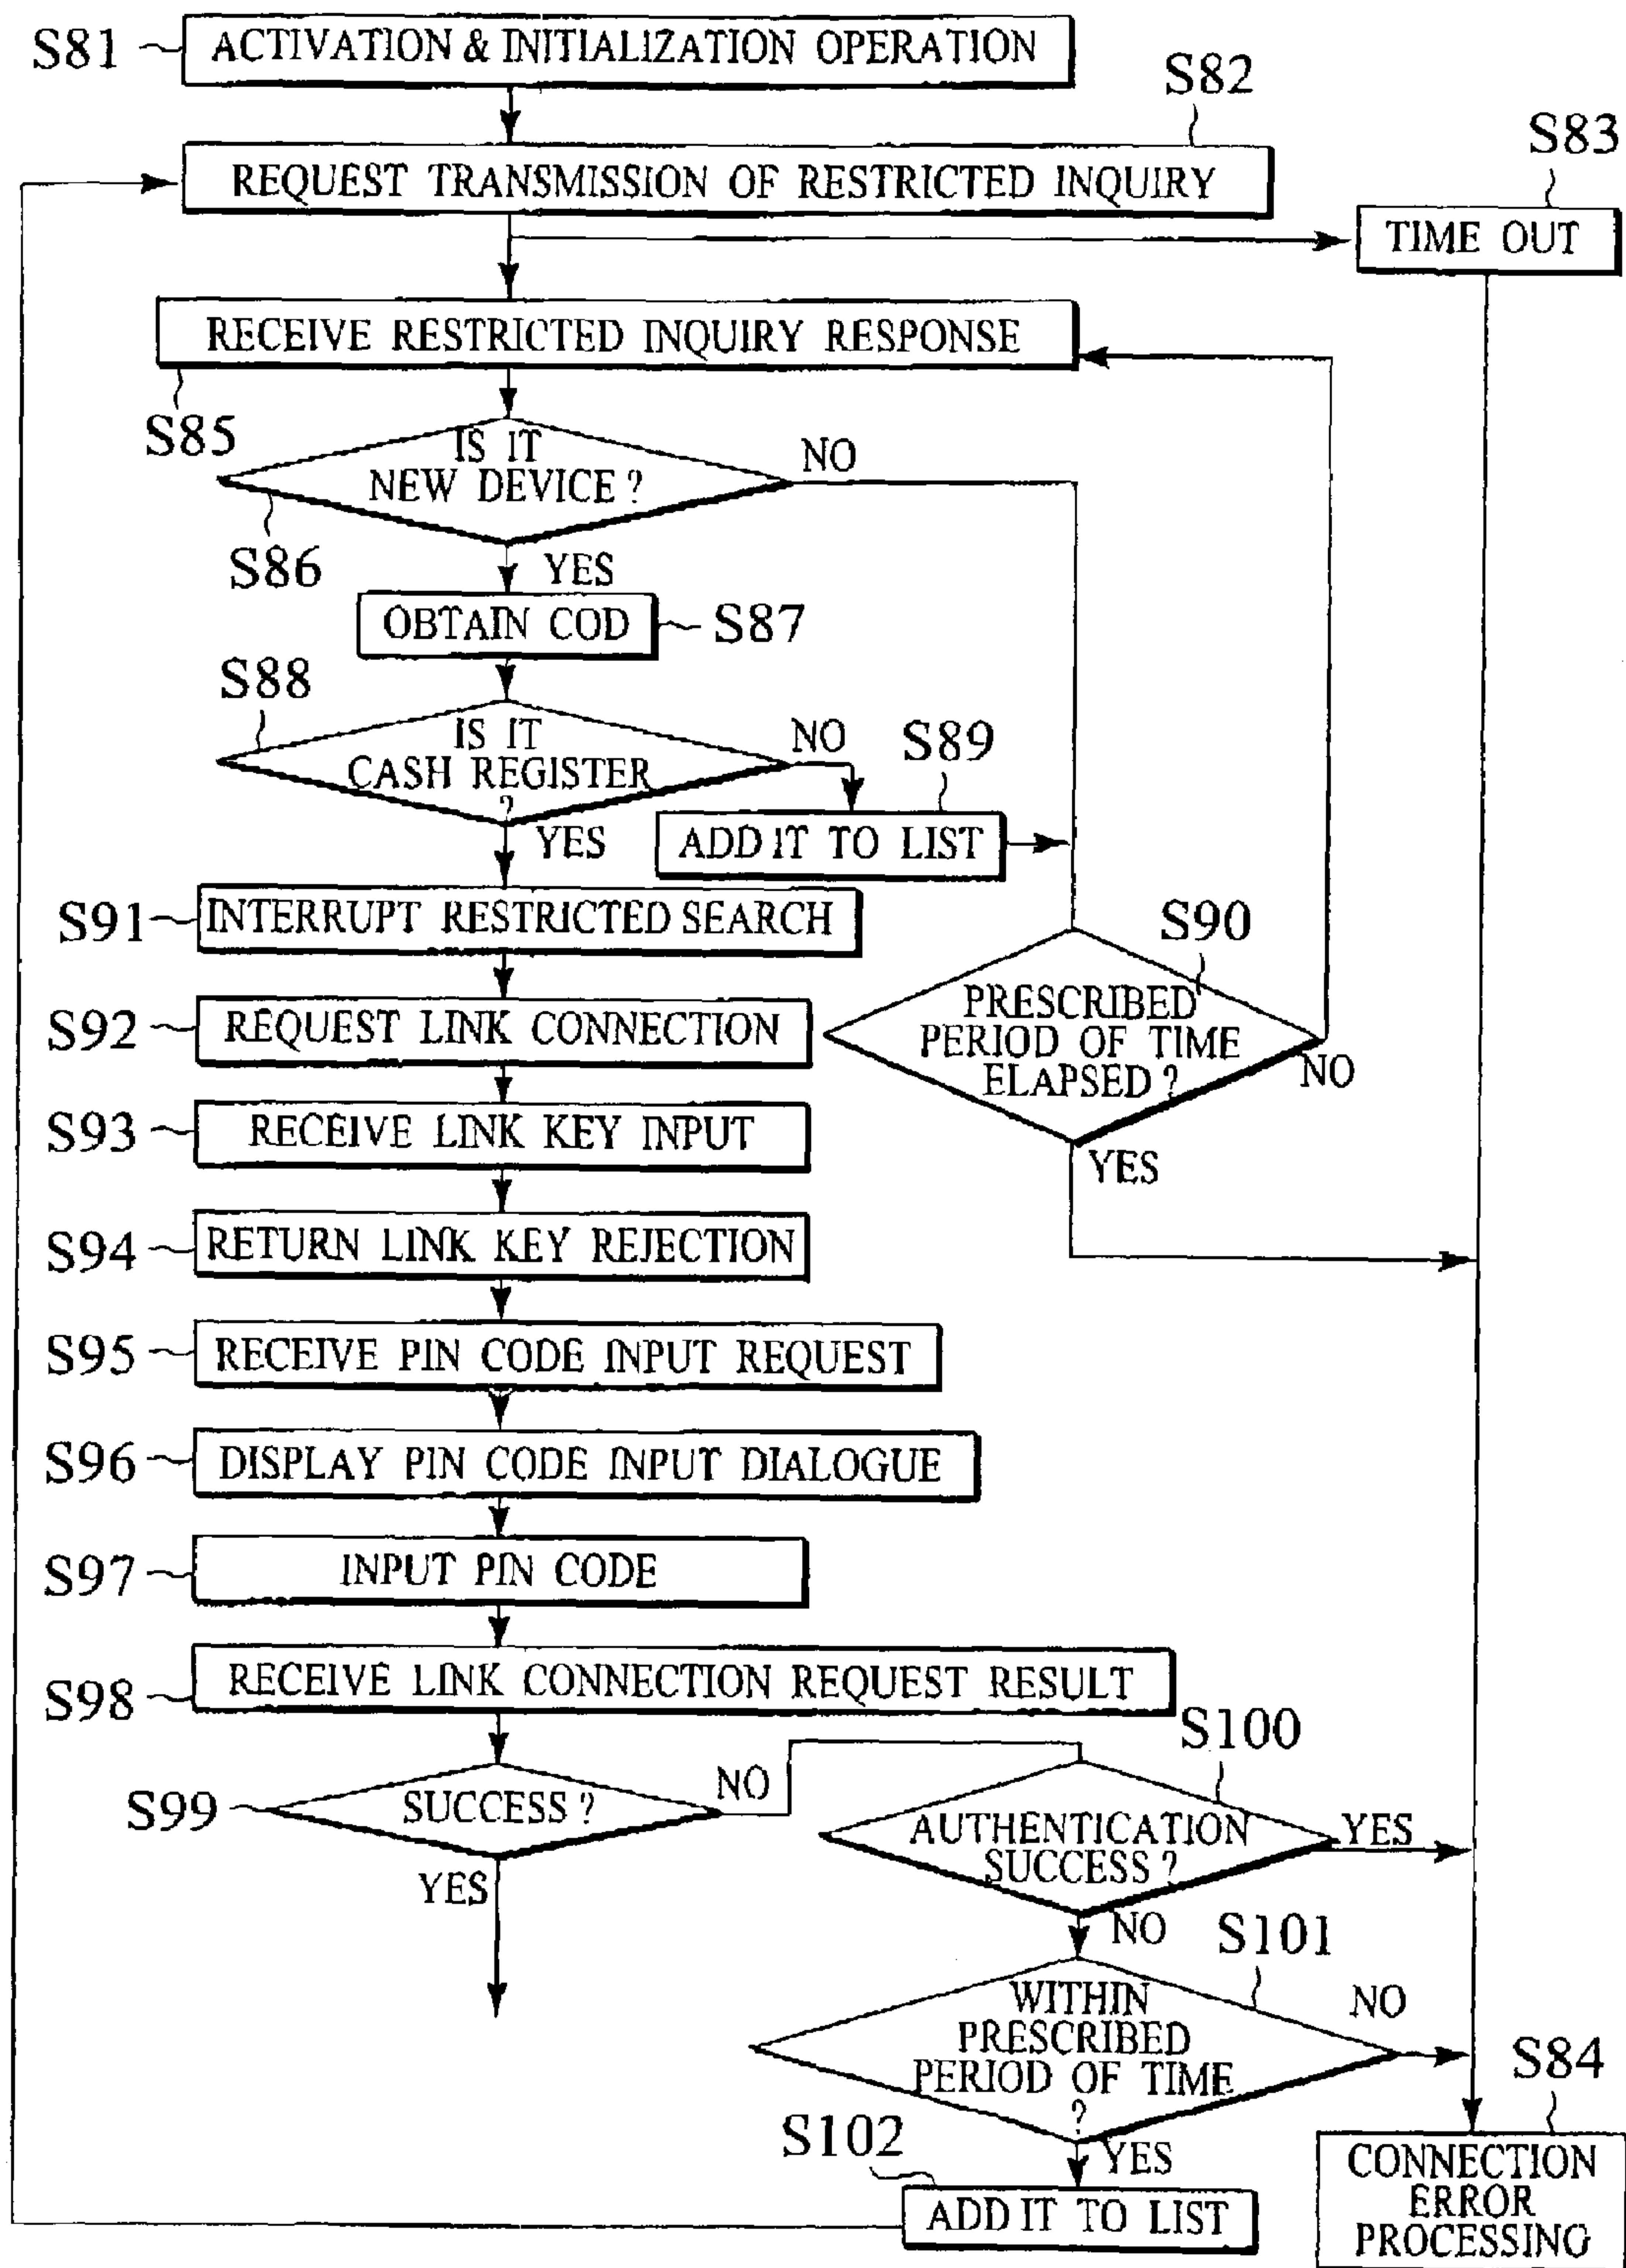 S81
ACTIVATION & INITIALIZATION OPERATION
S82
REQUEST TRANSMISSION OF RESTRICTED INQUIRY
S83
TIME OUT
RECEIVE RESTRICTED INQUIRY RESPONSE
S85
IS IT
NEW DEVICE ?
NO
S86
YES
OBTAIN COD
S87
S88
IS IT
CASH REGISTER
?
NO
S89
YES
ADD IT TO LIST
S91
INTERRUPT RESTRICTED SEARCH
S90
PRESCRIBED
PERIOD OF TIME
ELAPSED ?
NO
YES
S92
REQUEST LINK CONNECTION
S93
RECEIVE LINK KEY INPUT
S94
RETURN LINK KEY REJECTION
S95
RECEIVE PIN CODE INPUT REQUEST
S96
DISPLAY PIN CODE INPUT DIALOGUE
S97
INPUT PIN CODE
S98
RECEIVE LINK CONNECTION REQUEST RESULT
S99
SUCCESS ?
NO
YES
S100
AUTHENTICATION
SUCCESS ?
YES
NO
S101
WITHIN
PRESCRIBED
PERIOD OF TIME
?
NO
YES
S102
ADD IT TO LIST
S84
CONNECTION
ERROR
PROCESSING